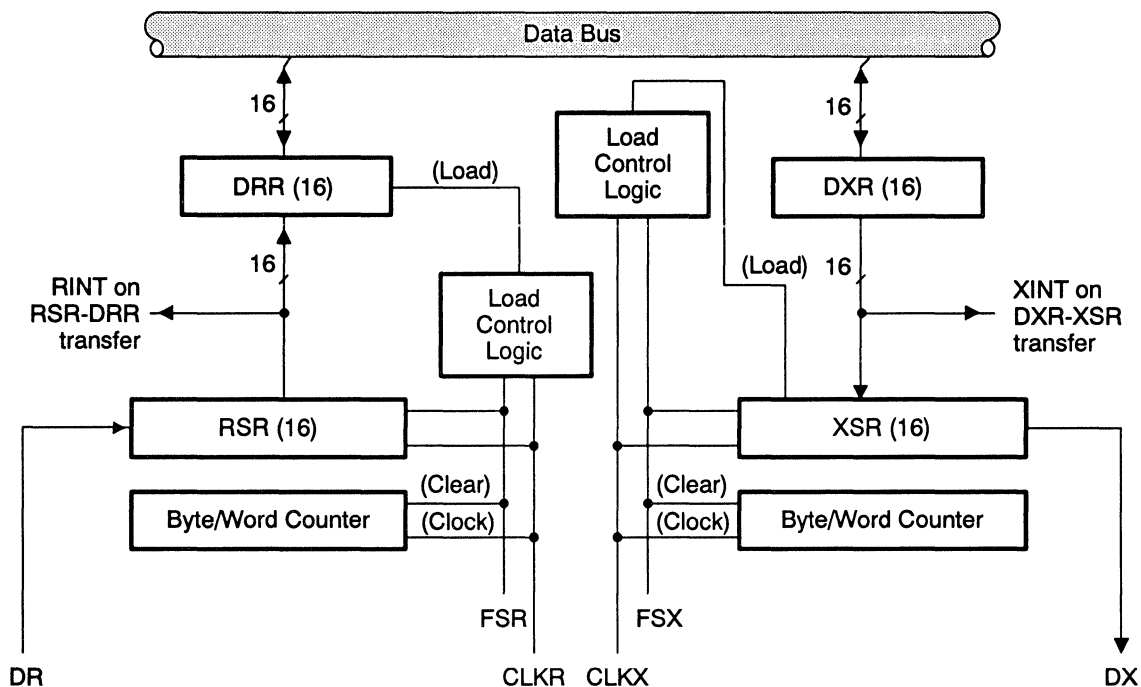 Data Bus
16
16
Load
Control
Logic
DRR (16)
(Load)
DXR (16)
16
(Load)
16
RINT on
RSR-DRR
transfer
Load
Control
Logic
XINT on
DXR-XSR
transfer
RSR (16)
XSR (16)
(Clear)
(Clear)
Byte/Word Counter
(Clock)
(Clock)
Byte/Word Counter
FSR
FSX
DR
CLKR
CLKX
DX